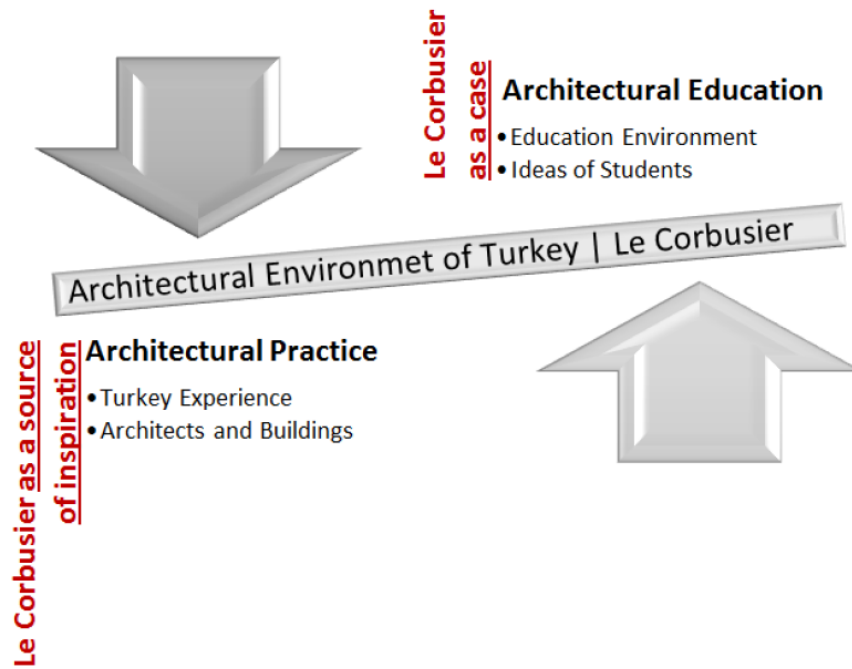 Le Corbusier
as a case
Architectural Education
•Education Environment
•Ideas of Students
Architectural Environmet of Turkey | Le Corbusier
Le Corbusier as a source
of inspiration
Architectural Practice
•Turkey Experience
•Architects and Buildings